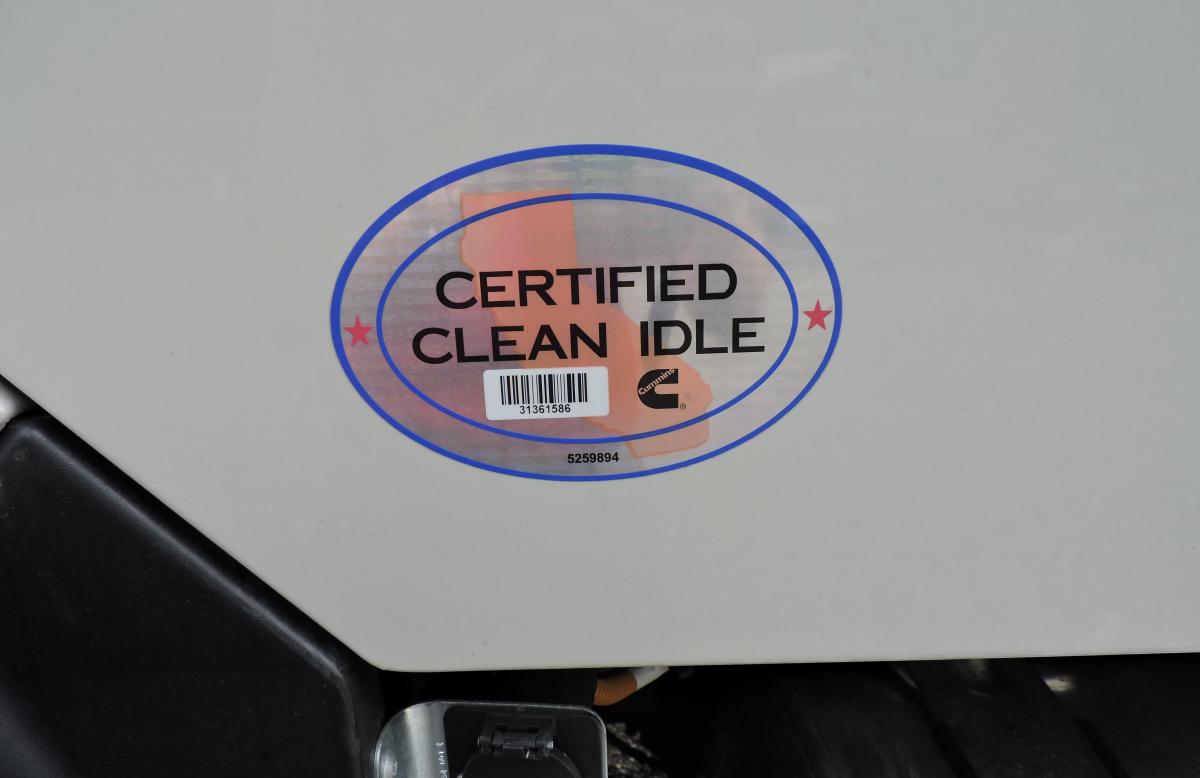 CERTIFIED
CLEAN IDLE
31361586
Cummins
®
5259894